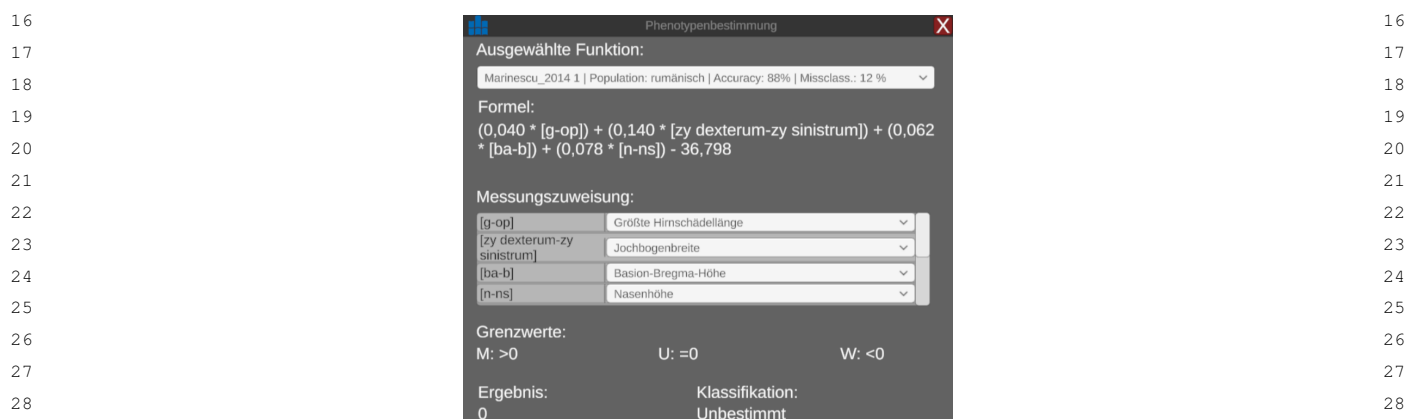 16 16
Phenotypenbestimmung X
Ausgewählte Funktion:
17 17
Marinescu_2014 1 | Population: rumänisch | Accuracy: 88% | Missclass.: 12 %
18 18
Formel:
19 19
(0,040 * [g-op]) + (0,140 * [zy dexterum-zy sinistrum]) + (0,062
20 20
* [ba-b]) + (0,078 * [n-ns]) - 36,798
21 21
Messungszuweisung:
22 22
[g-op] Größte Hirnschädellänge
23 23
[zy dexterum-zy
sinistrum] Jochbogenbreite
24 24
[ba-b] Basion-Bregma-Höhe
[n-ns] Nasenhöhe
25 25
Grenzwerte:
26 26
M: >0 U: =0 W: <0
27 27
Ergebnis: Klassifikation:
28 28
0 Unbestimmt